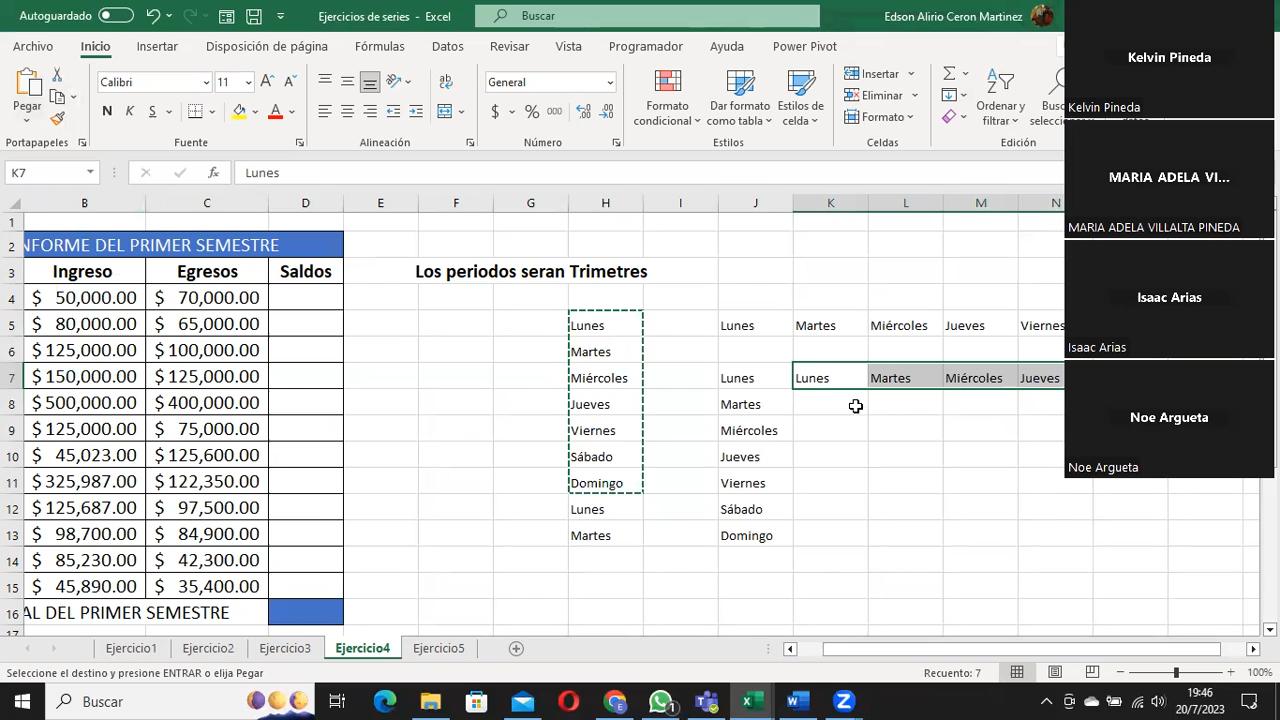 Autoguardado
Ejercicios de series - Excel
Buscar
Edson Alirio Ceron Martinez
Archivo Inicio Insertar Disposición de página Fórmulas Datos Revisar Vista Programador Ayuda Power Pivot
Pegar
Calibri 11
N K S
General
$ % 000
Formato condicional
Dar formato como tabla
Estilos de celda
Insertar
Eliminar
Formato
Ordenar y filtrar
Portapapeles Fuente Alineación Número Estilos Celdas Edición
K7 fx Lunes
B C D E F G H I J K L M N
1
2 NFORME DEL PRIMER SEMESTRE
3 Ingreso Egresos Saldos Los periodos seran Trimetres
4 $ 50,000.00 $ 70,000.00
5 $ 80,000.00 $ 65,000.00 Lunes Lunes Martes Miércoles Jueves Viernes
6 $ 125,000.00 $ 100,000.00 Martes
7 $ 150,000.00 $ 125,000.00 Miércoles Lunes Lunes Martes Miércoles Jueves
8 $ 500,000.00 $ 400,000.00 Jueves Martes
9 $ 125,000.00 $ 75,000.00 Viernes Miércoles
10 $ 45,023.00 $ 125,600.00 Sábado Jueves
11 $ 325,987.00 $ 122,350.00 Domingo Viernes
12 $ 125,687.00 $ 97,500.00 Lunes Sábado
13 $ 98,700.00 $ 84,900.00 Martes Domingo
14 $ 85,230.00 $ 42,300.00
15 $ 45,890.00 $ 35,400.00
16 AL DEL PRIMER SEMESTRE
Ejercicio1 Ejercicio2 Ejercicio3 Ejercicio4 Ejercicio5
Seleccione el destino y presione ENTRAR o elija Pegar
Recuento: 7
100%
Buscar
19:46
20/7/2023
Kelvin Pineda
Kelvin Pineda
MARIA ADELA VI...
MARIA ADELA VILLALTA PINEDA
Isaac Arias
Isaac Arias
Noe Argueta
Noe Argueta